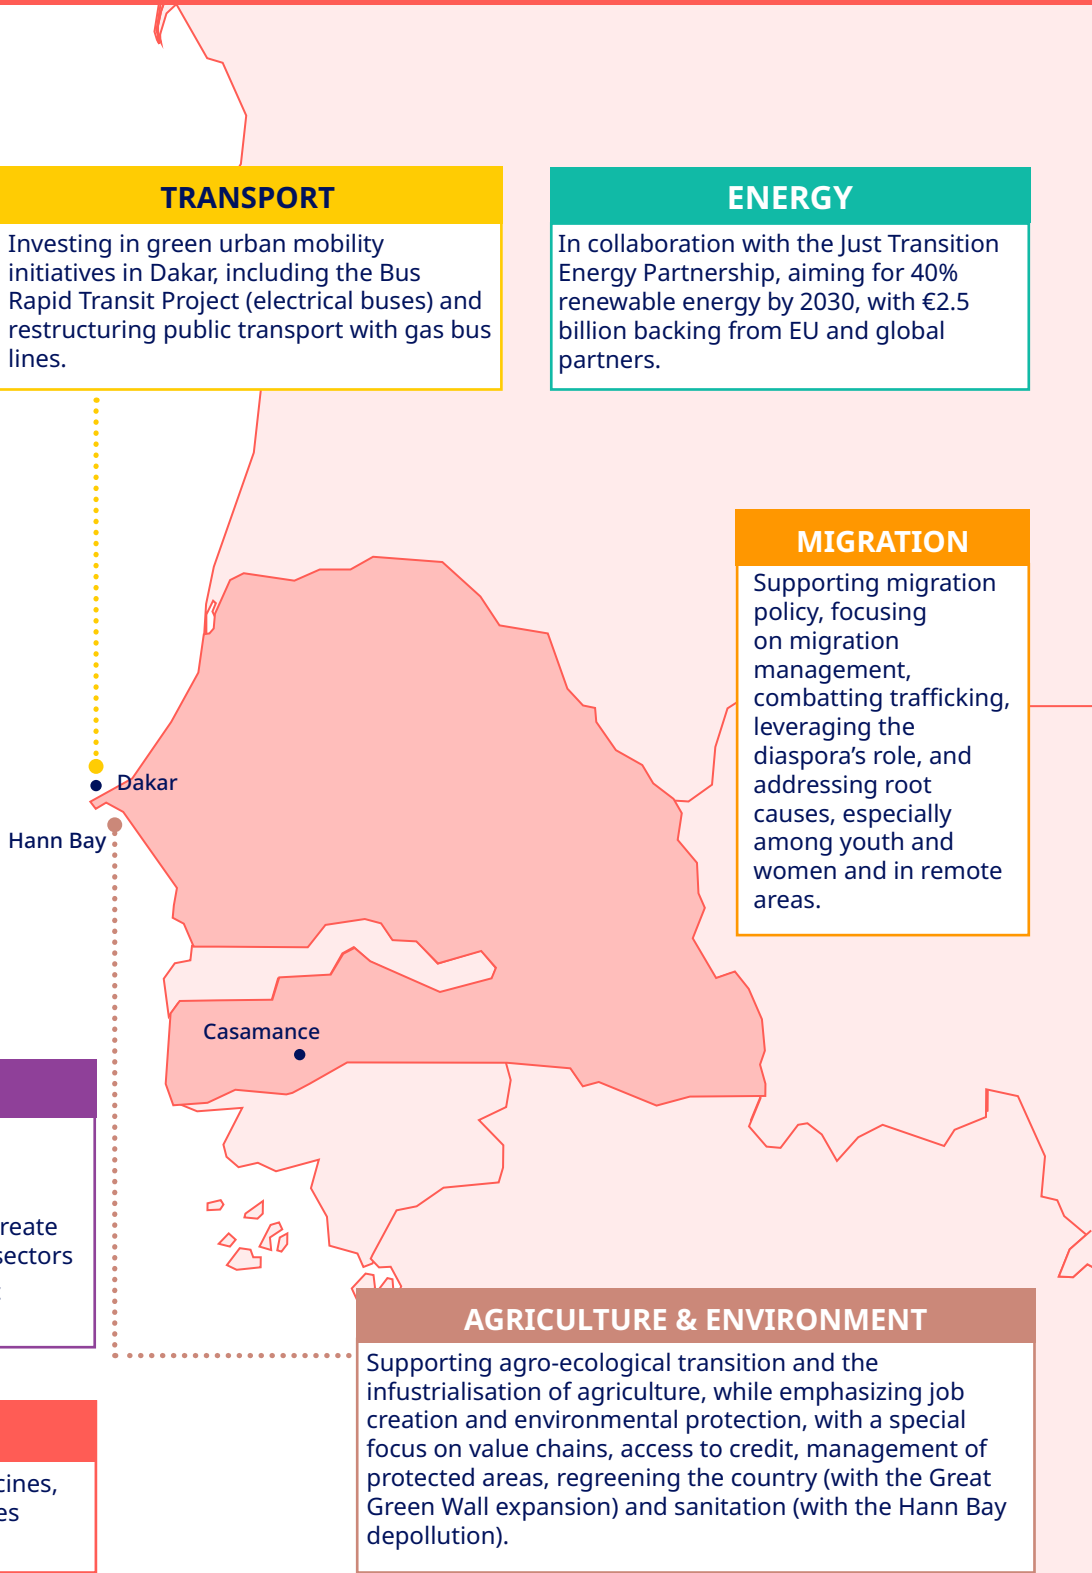 TRANSPORT
Investing in green urban mobility
initiatives in Dakar, including the Bus
Rapid Transit Project (electrical buses) and
restructuring public transport with gas bus
lines.
ENERGY
In collaboration with the Just Transition
Energy Partnership, aiming for 40%
renewable energy by 2030, with €2.5
billion backing from EU and global
partners.
MIGRATION
Supporting migration
policy, focusing
on migration
management,
combatting trafficking,
leveraging the
diaspora’s role, and
addressing root
causes, especially
among youth and
women and in remote
areas.
Dakar
Hann Bay
Casamance
sectors
AGRICULTURE & ENVIRONMENT
Supporting agro-ecological transition and the
infustrialisation of agriculture, while emphasizing job
creation and environmental protection, with a special
focus on value chains, access to credit, management of
protected areas, regreening the country (with the Great
Green Wall expansion) and sanitation (with the Hann Bay
depollution).